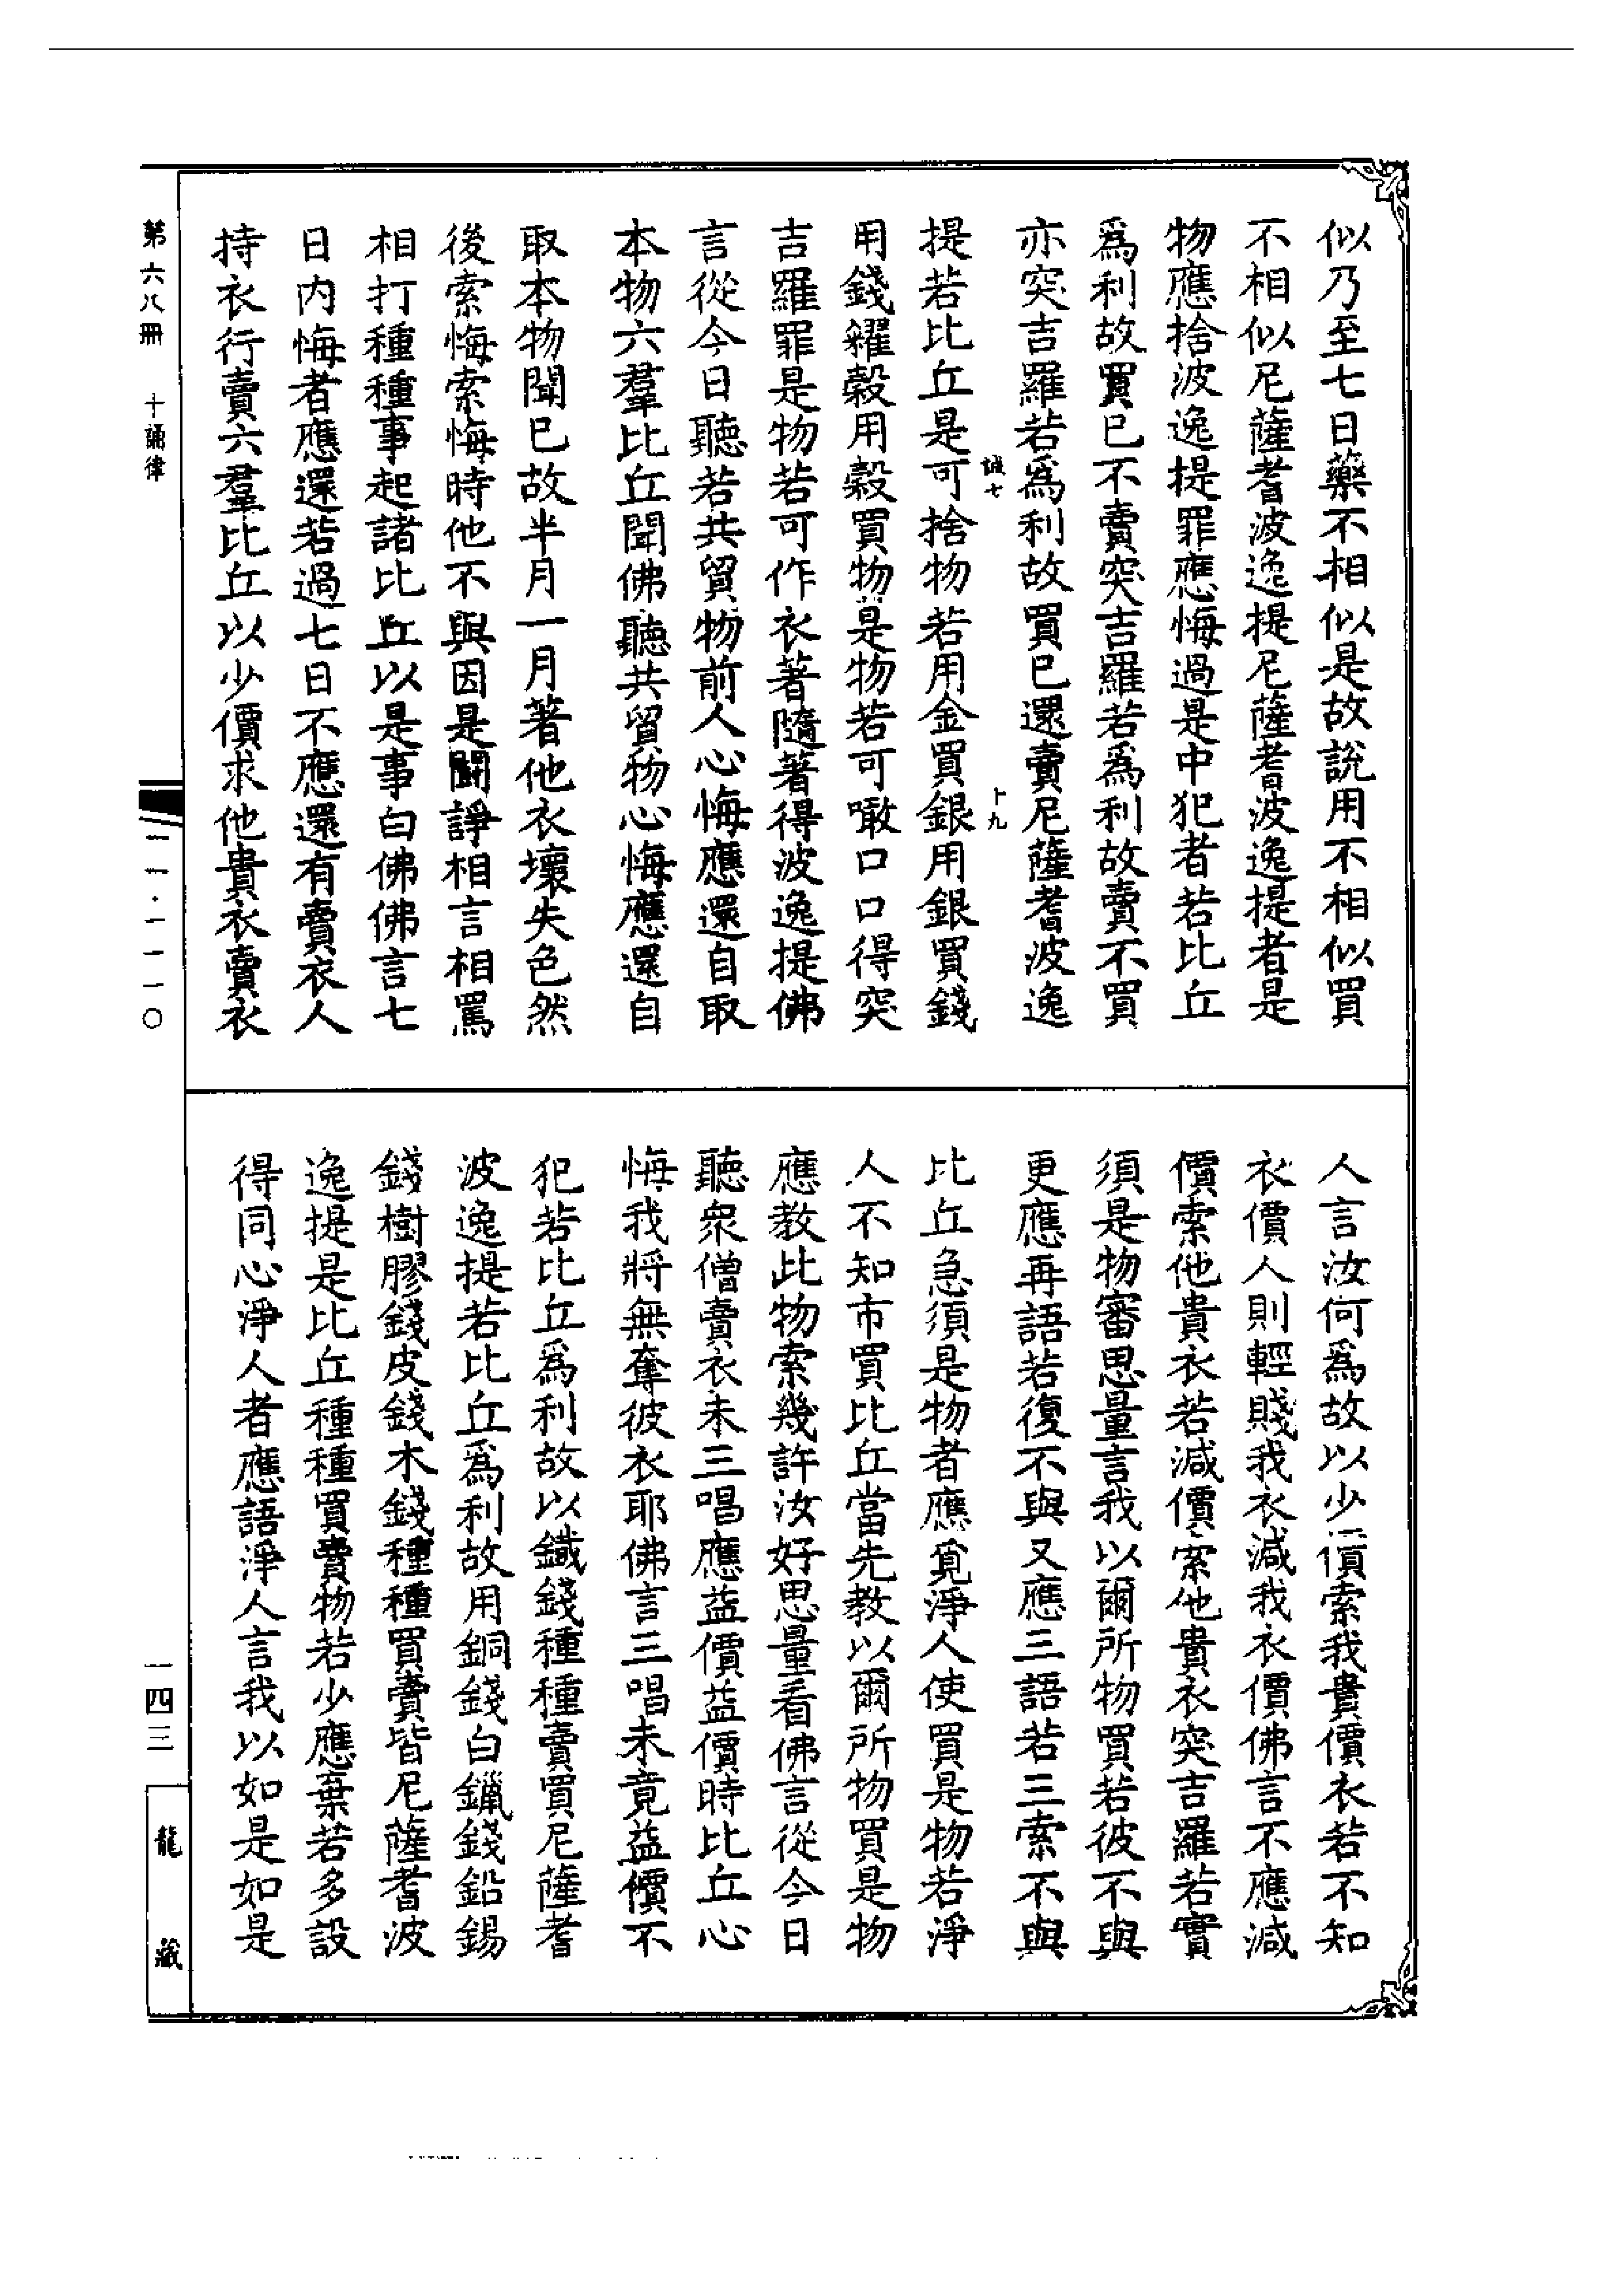 似乃至七日藥不相似是故說用不相似買
不相似尼薩耆波逸提尼薩耆波逸提者是
物應捨波逸提罪應悔過是中犯者若比丘
爲利故買已不賣突吉羅若爲利故賣不買
亦突吉羅若爲利故買已還賣尼薩耆波逸
誠七
十九
提若比丘是可捨物若用金買銀用銀買錢
用錢糴穀用穀買物是物若可噉口口得突
吉羅罪是物若可作衣著隨著得波逸提佛
言從今日聽若共貿物前人心悔應還自取
本物六羣比丘聞佛聽共貿物心悔應還自
取本物聞已故半月一月著他衣壞失色然
後索悔索悔時他不與因是鬪諍相言相罵
相打種種事起諸比丘以是事白佛佛言七
日內悔者應還若過七日不應還有賣衣人
持衣行賣六羣比丘以少價求他貴衣賣衣
人言汝何爲故以少價索我貴價衣若不知
衣價人則輕賤我衣減我衣價佛言不應減
價索他貴衣若減價索他貴衣突吉羅若實
須是物審思量言我以爾所物買若彼不與
更應再語若復不與又應三語若三索不與
比丘急須是物者應覓淨人使買是物若淨
人不知市買比丘當先教以爾所物買是物
應教此物索幾許汝好思量看佛言從今日
聽衆僧賣衣未三唱應益價益價時比丘心
悔我將無奪彼衣耶佛言三唱未竟益價不
犯若比丘爲利故以鐵錢種種賣買尼薩耆
波逸提若比丘爲利故用銅錢白鑞錢鉛錫
錢樹膠錢皮錢木錢種種買賣皆尼薩耆波
逸提是比丘種種買賣物若少應棄若多設
得同心淨人者應語淨人言我以如是如是
第六八冊 十誦律
一一·一一一〇
一四三
龍藏